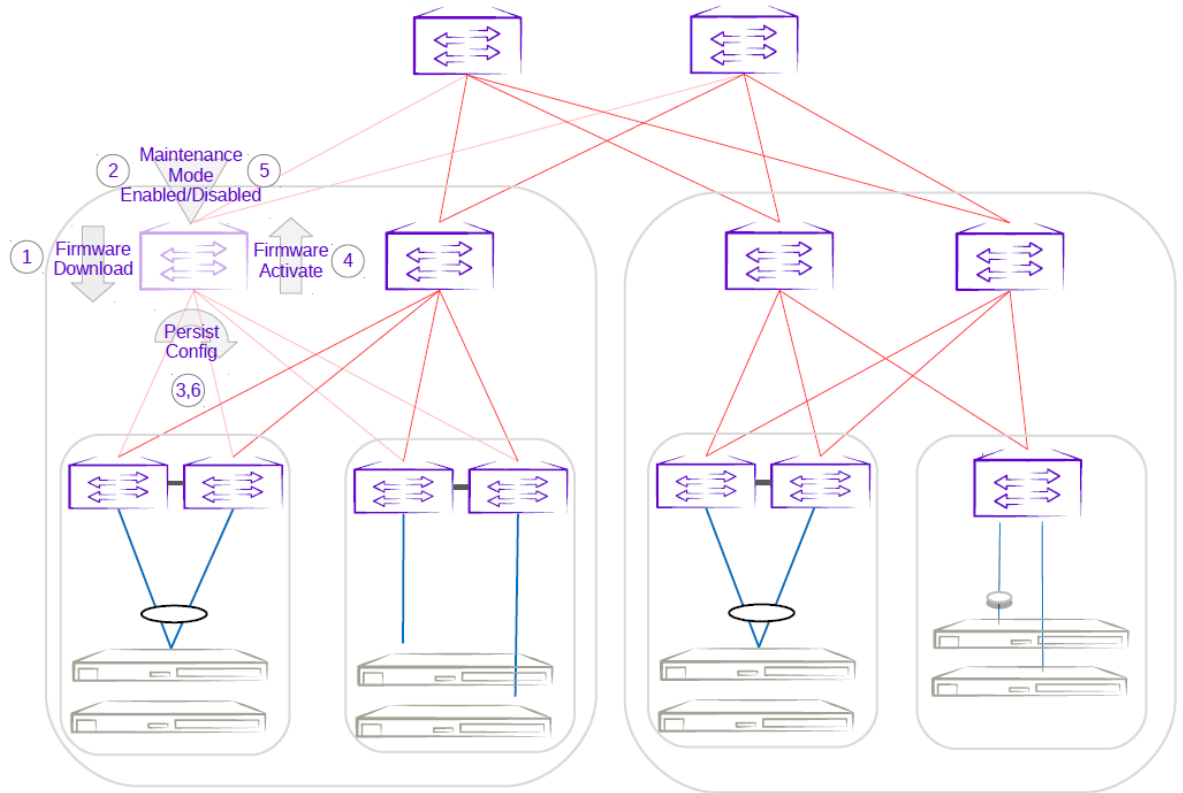 2
Maintenance
Mode
Enabled/Disabled
5
1
Firmware
Download
Firmware
Activate
4
Persist
Config
3,6